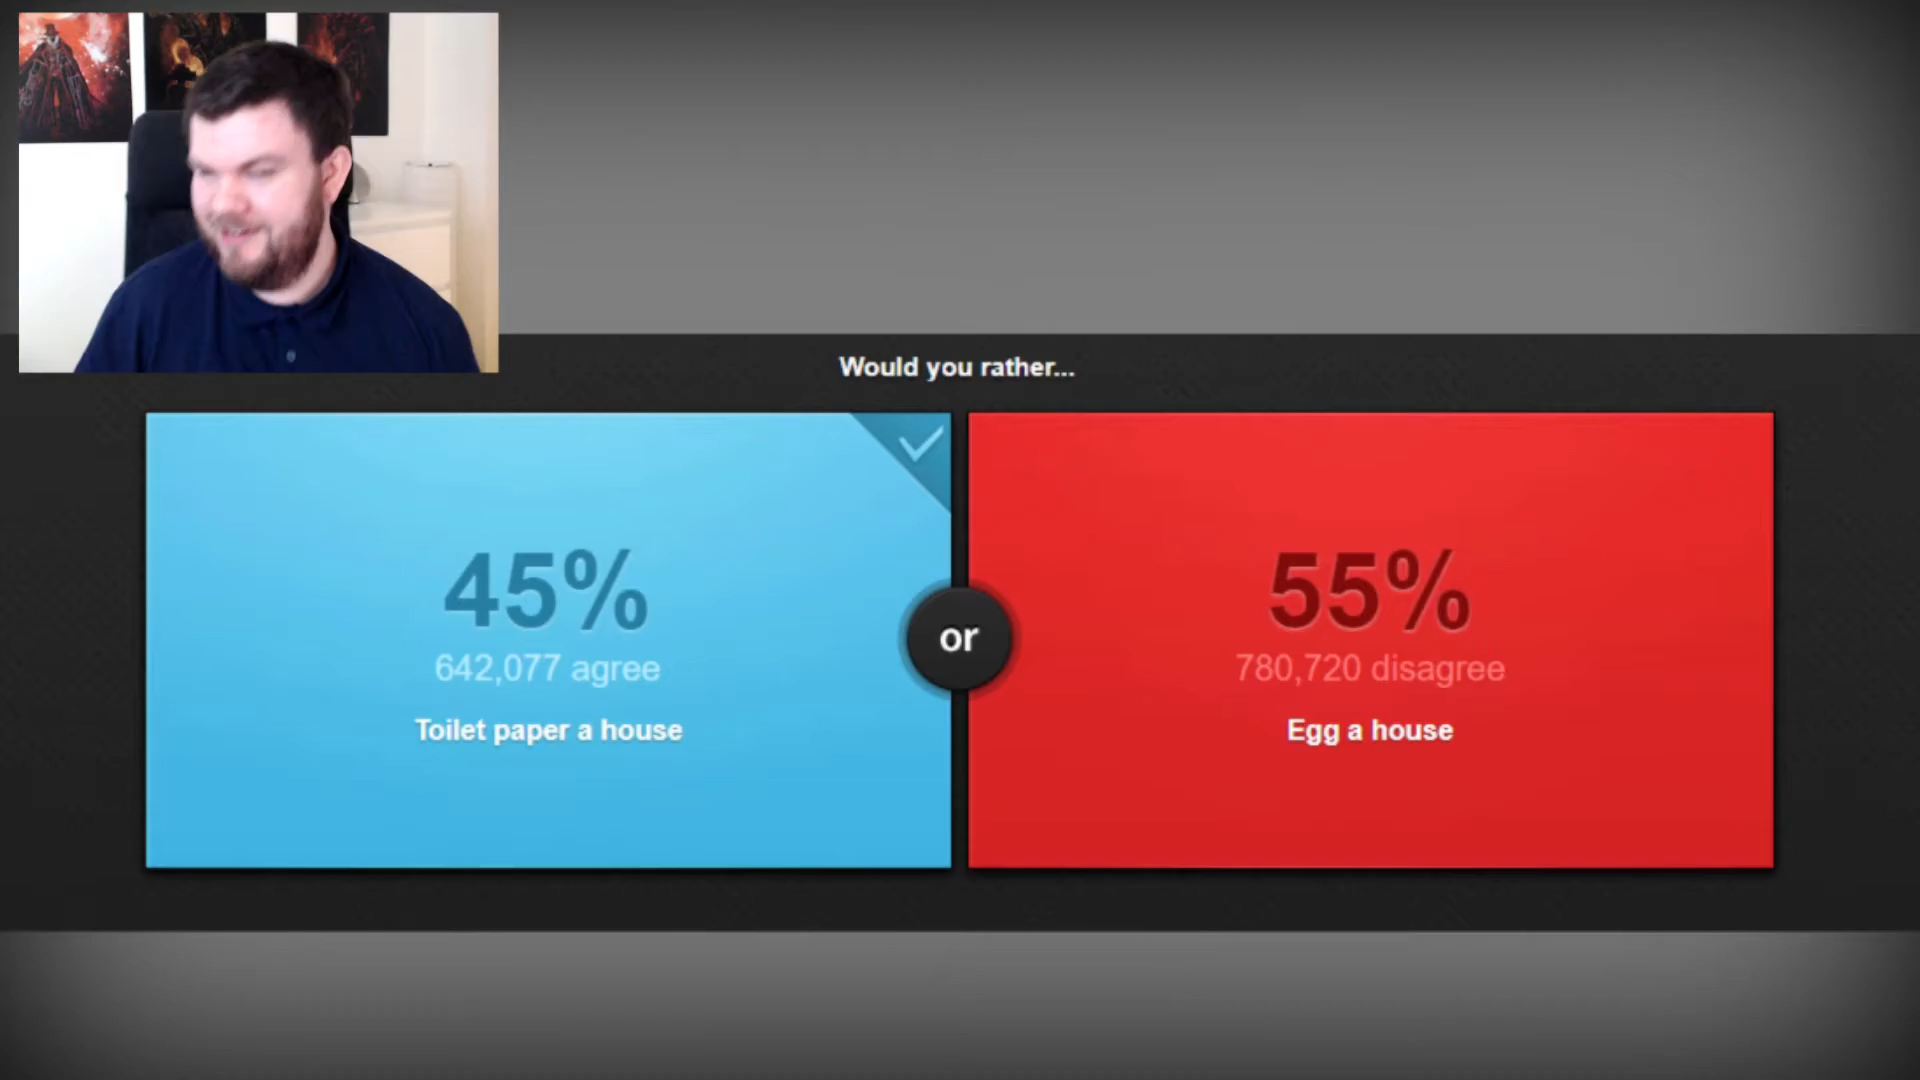 Would you rather...
45%
642,077 agree
Toilet paper a house
or
55%
780,720 disagree
Egg a house